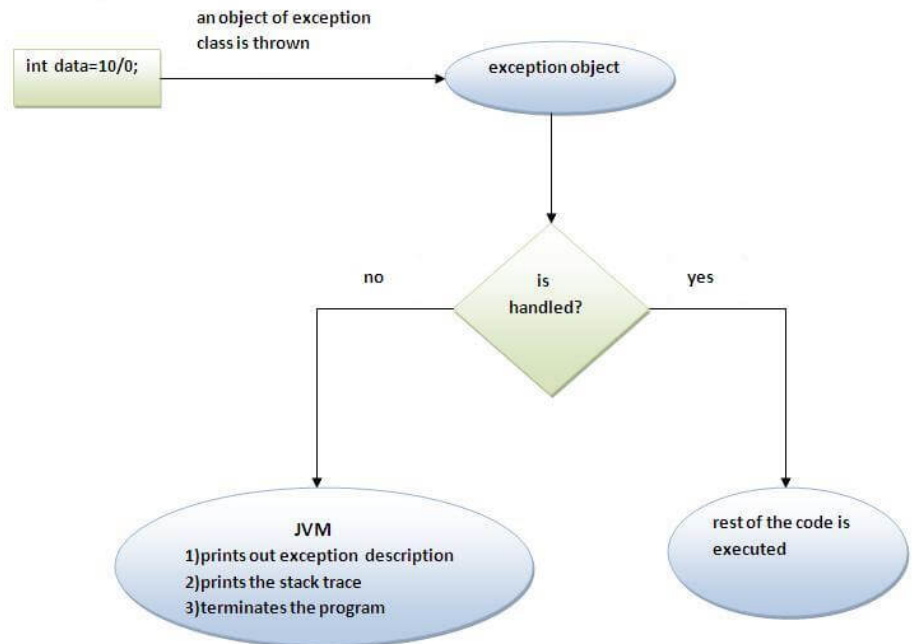 an object of exception
class is thrown
int data=10/0;
exception object
no
is
handled?
yes
JVM
1)prints out exception description
2)prints the stack trace
3)terminates the program
rest of the code is
executed